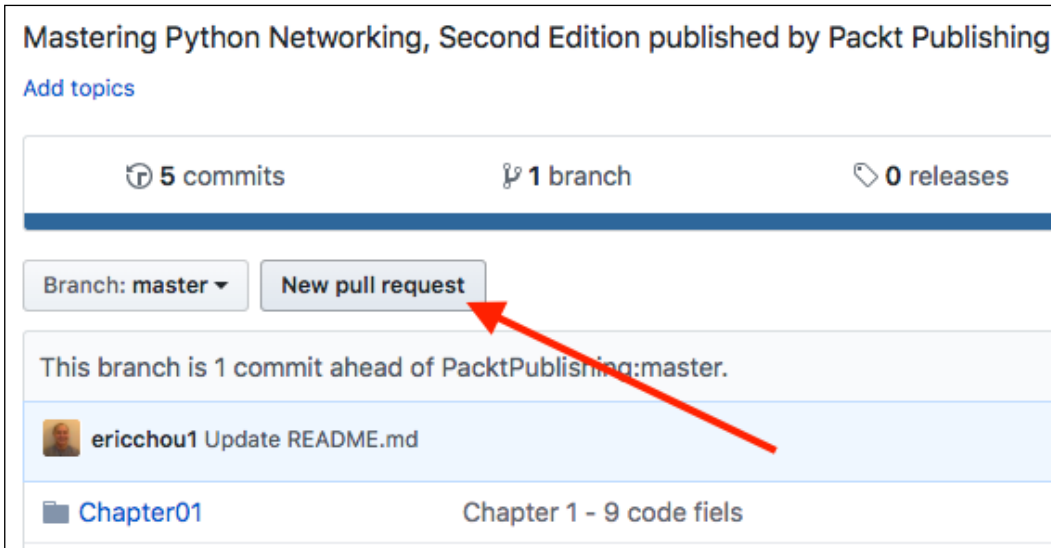 Mastering Python Networking, Second Edition published by Packt Publishing
Add topics
5 commits 1 branch 0 releases
Branch: master New pull request
This branch is 1 commit ahead of PacktPublishing:master.
ericchou1 Update README.md
Chapter01 Chapter 1 - 9 code fiels